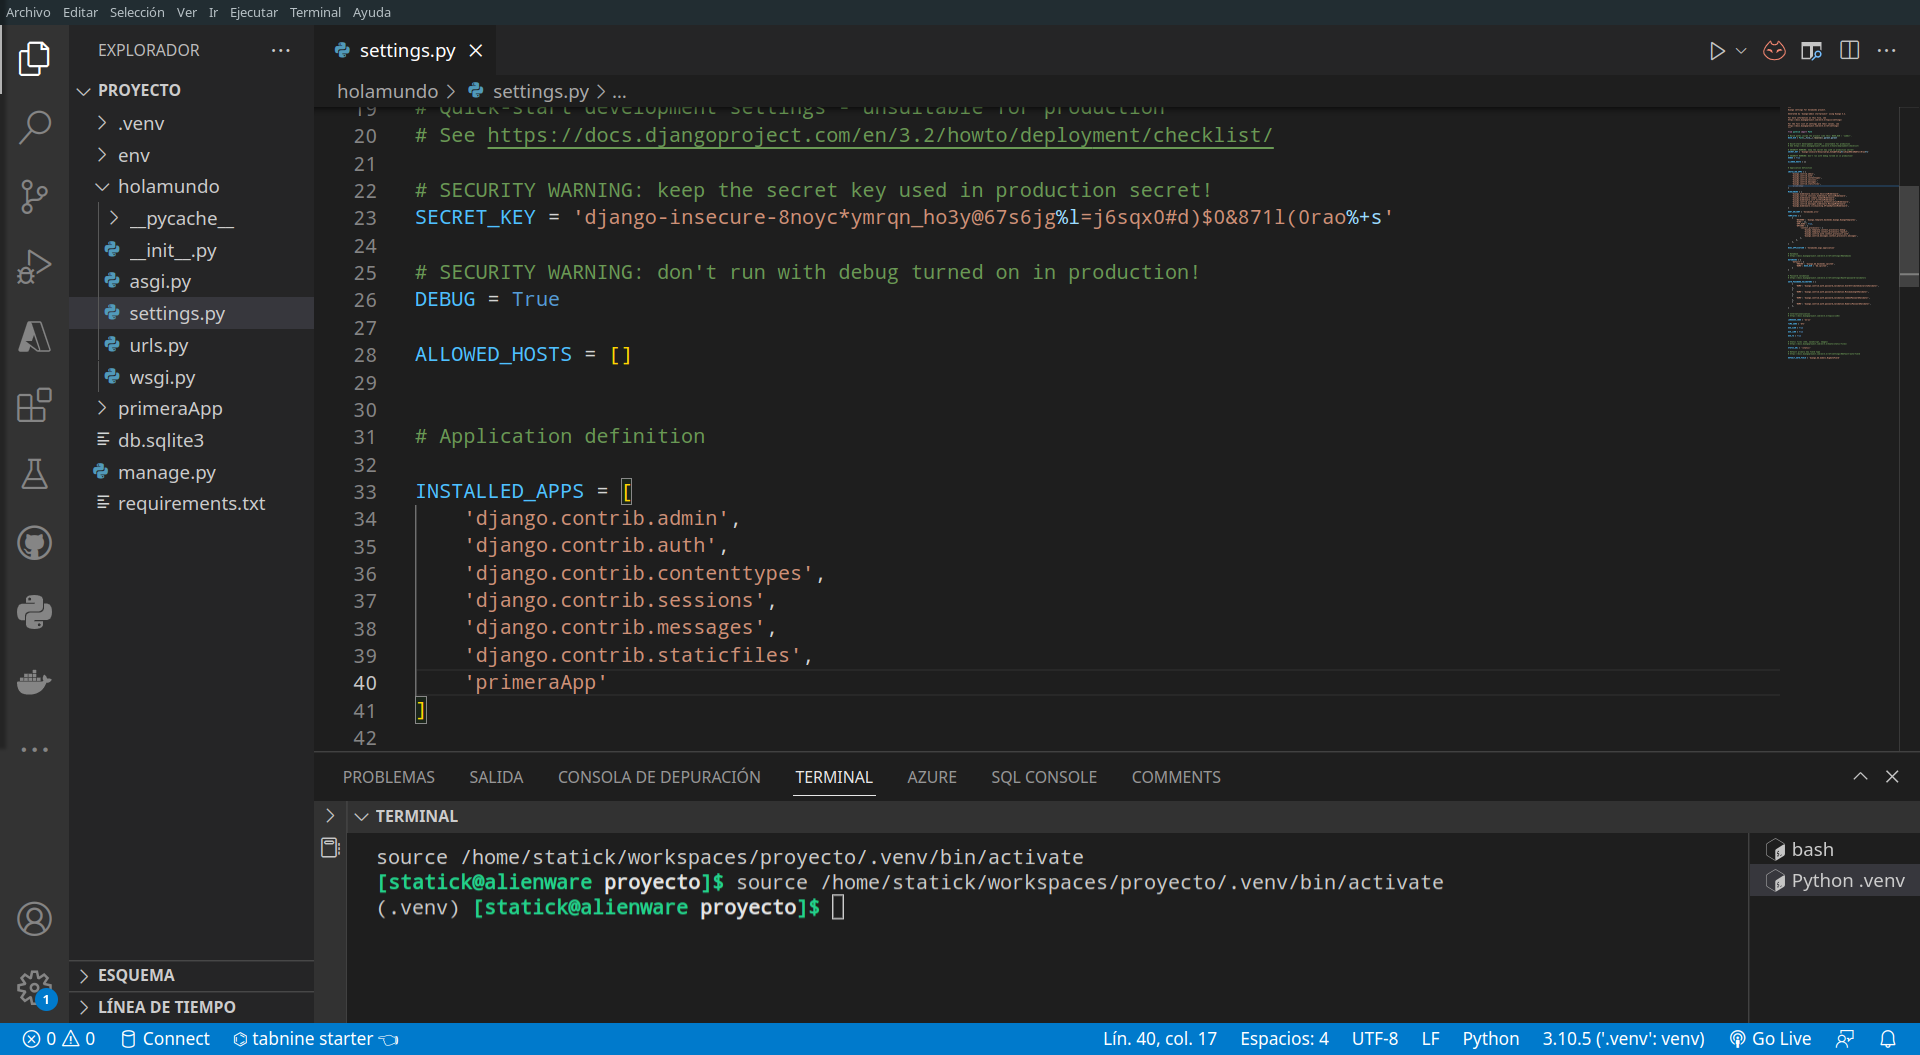 Archivo Editar Selección Ver Ir Ejecutar Terminal Ayuda
EXPLORADOR
PROYECTO
.venv
env
holamundo
__pycache__
__init__.py
asgi.py
settings.py
urls.py
wsgi.py
primeraApp
db.sqlite3
manage.py
requirements.txt
ESQUEMA
LÍNEA DE TIEMPO
1
settings.py
holamundo > settings.py > ...
19 # Quick-start development settings - unsuitable for production
20 # See https://docs.djangoproject.com/en/3.2/howto/deployment/checklist/
21
22 # SECURITY WARNING: keep the secret key used in production secret!
23 SECRET_KEY = 'django-insecure-8noyc*ymrqn_ho3y@67s6jg%l=j6sqx0#d)$0&871l(0rao%+s'
24
25 # SECURITY WARNING: don't run with debug turned on in production!
26 DEBUG = True
27
28 ALLOWED_HOSTS = []
29
30
31 # Application definition
32
33 INSTALLED_APPS = [
34 'django.contrib.admin',
35 'django.contrib.auth',
36 'django.contrib.contenttypes',
37 'django.contrib.sessions',
38 'django.contrib.messages',
39 'django.contrib.staticfiles',
40 'primeraApp'
41 ]
42
PROBLEMAS SALIDA CONSOLA DE DEPURACIÓN TERMINAL AZURE SQL CONSOLE COMMENTS
TERMINAL
source /home/statick/workspaces/proyecto/.venv/bin/activate
[statick@alienware proyecto]$ source /home/statick/workspaces/proyecto/.venv/bin/activate
(.venv) [statick@alienware proyecto]$
bash
Python .venv
0 0 Connect tabnine starter Lín. 40, col. 17 Espacios: 4 UTF-8 LF Python 3.10.5 ('.venv': venv) Go Live